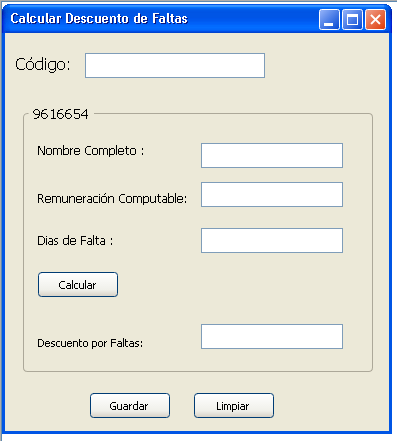 Calcular Descuento de Faltas
Código:
9616654
Nombre Completo :
Remuneración Computable:
Dias de Falta :
Calcular
Descuento por Faltas:
Guardar Limpiar